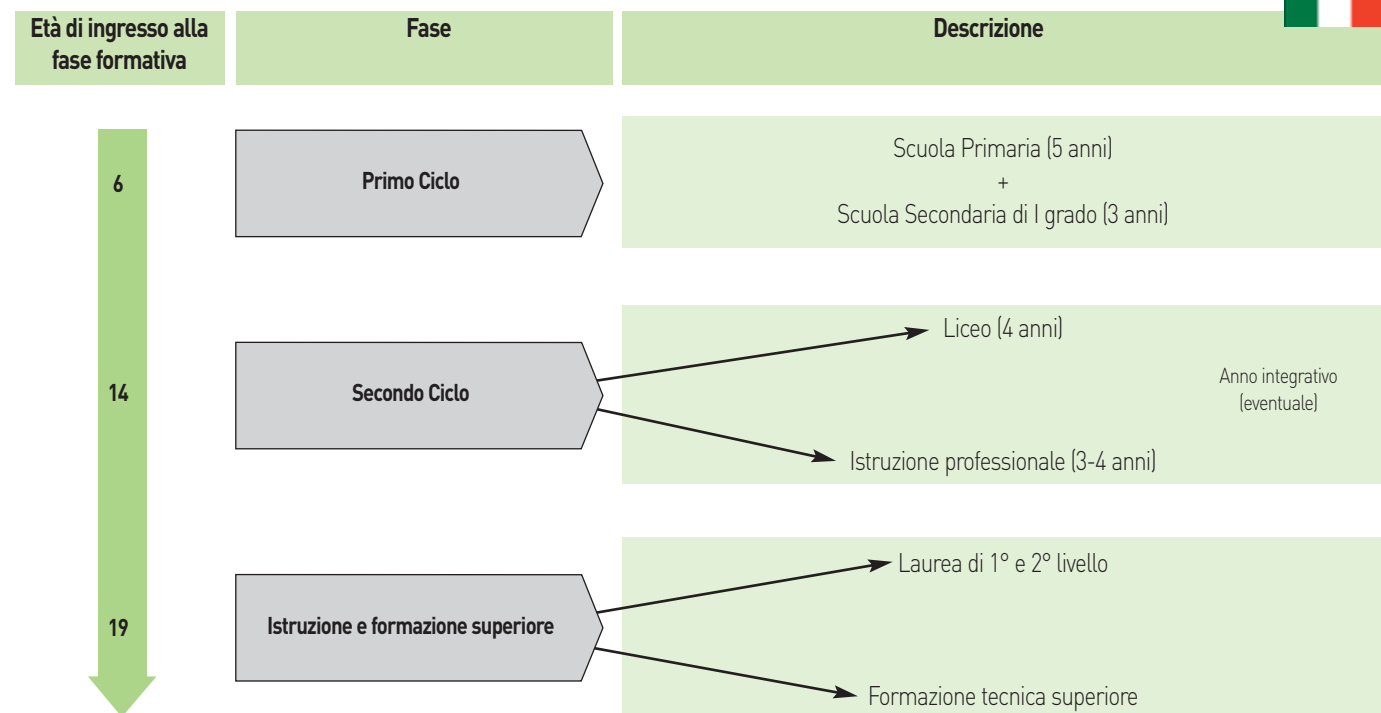 Età di ingresso alla
fase formativa
Fase
Descrizione
6
Primo Ciclo
Scuola Primaria (5 anni)
+
Scuola Secondaria di I grado (3 anni)
14
Secondo Ciclo
Liceo (4 anni)
Anno integrativo
(eventuale)
Istruzione professionale (3-4 anni)
19
Istruzione e formazione superiore
Laurea di 1° e 2° livello
Formazione tecnica superiore